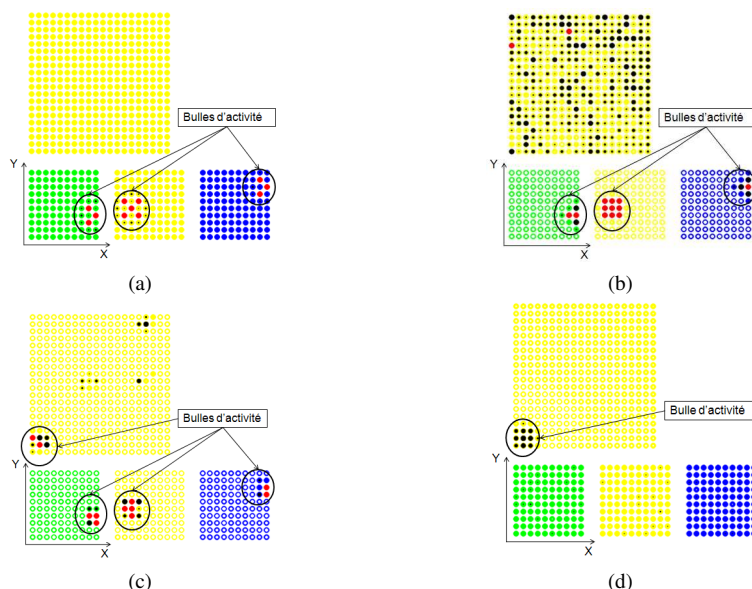 Bulles d'activité
Y
X
(a)
Bulles d'activité
Y
X
(b)
Bulles d'activité
Y
X
(c)
Bulle d'activité
Y
X
(d)